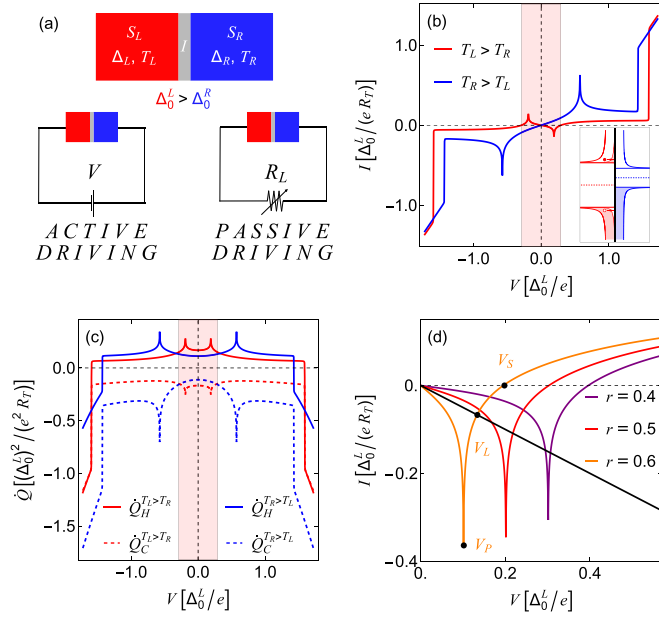 (a)
S_L
I
S_R
Δ_L, T_L
Δ_R, T_R
Δ_0^L > Δ_0^R
V
R_L
ACTIVE
DRIVING
PASSIVE
DRIVING
(b)
I [Δ_0^L/(e R_T)]
1.0
0.0
-1.0
T_L > T_R
T_R > T_L
-1.0
0.0
1.0
V [Δ_0^L/e]
(c)
Q̇ [(Δ_0^L)^2/(e^2 R_T)]
0.0
-0.5
-1.0
-1.5
Q̇_H^{T_L>T_R}
Q̇_H^{T_R>T_L}
Q̇_C^{T_L>T_R}
Q̇_C^{T_R>T_L}
-1.0
0.0
1.0
V [Δ_0^L/e]
(d)
I [Δ_0^L/(e R_T)]
0.
-0.2
-0.4
V_S
V_L
V_P
r = 0.4
r = 0.5
r = 0.6
0.
0.2
0.4
V [Δ_0^L/e]